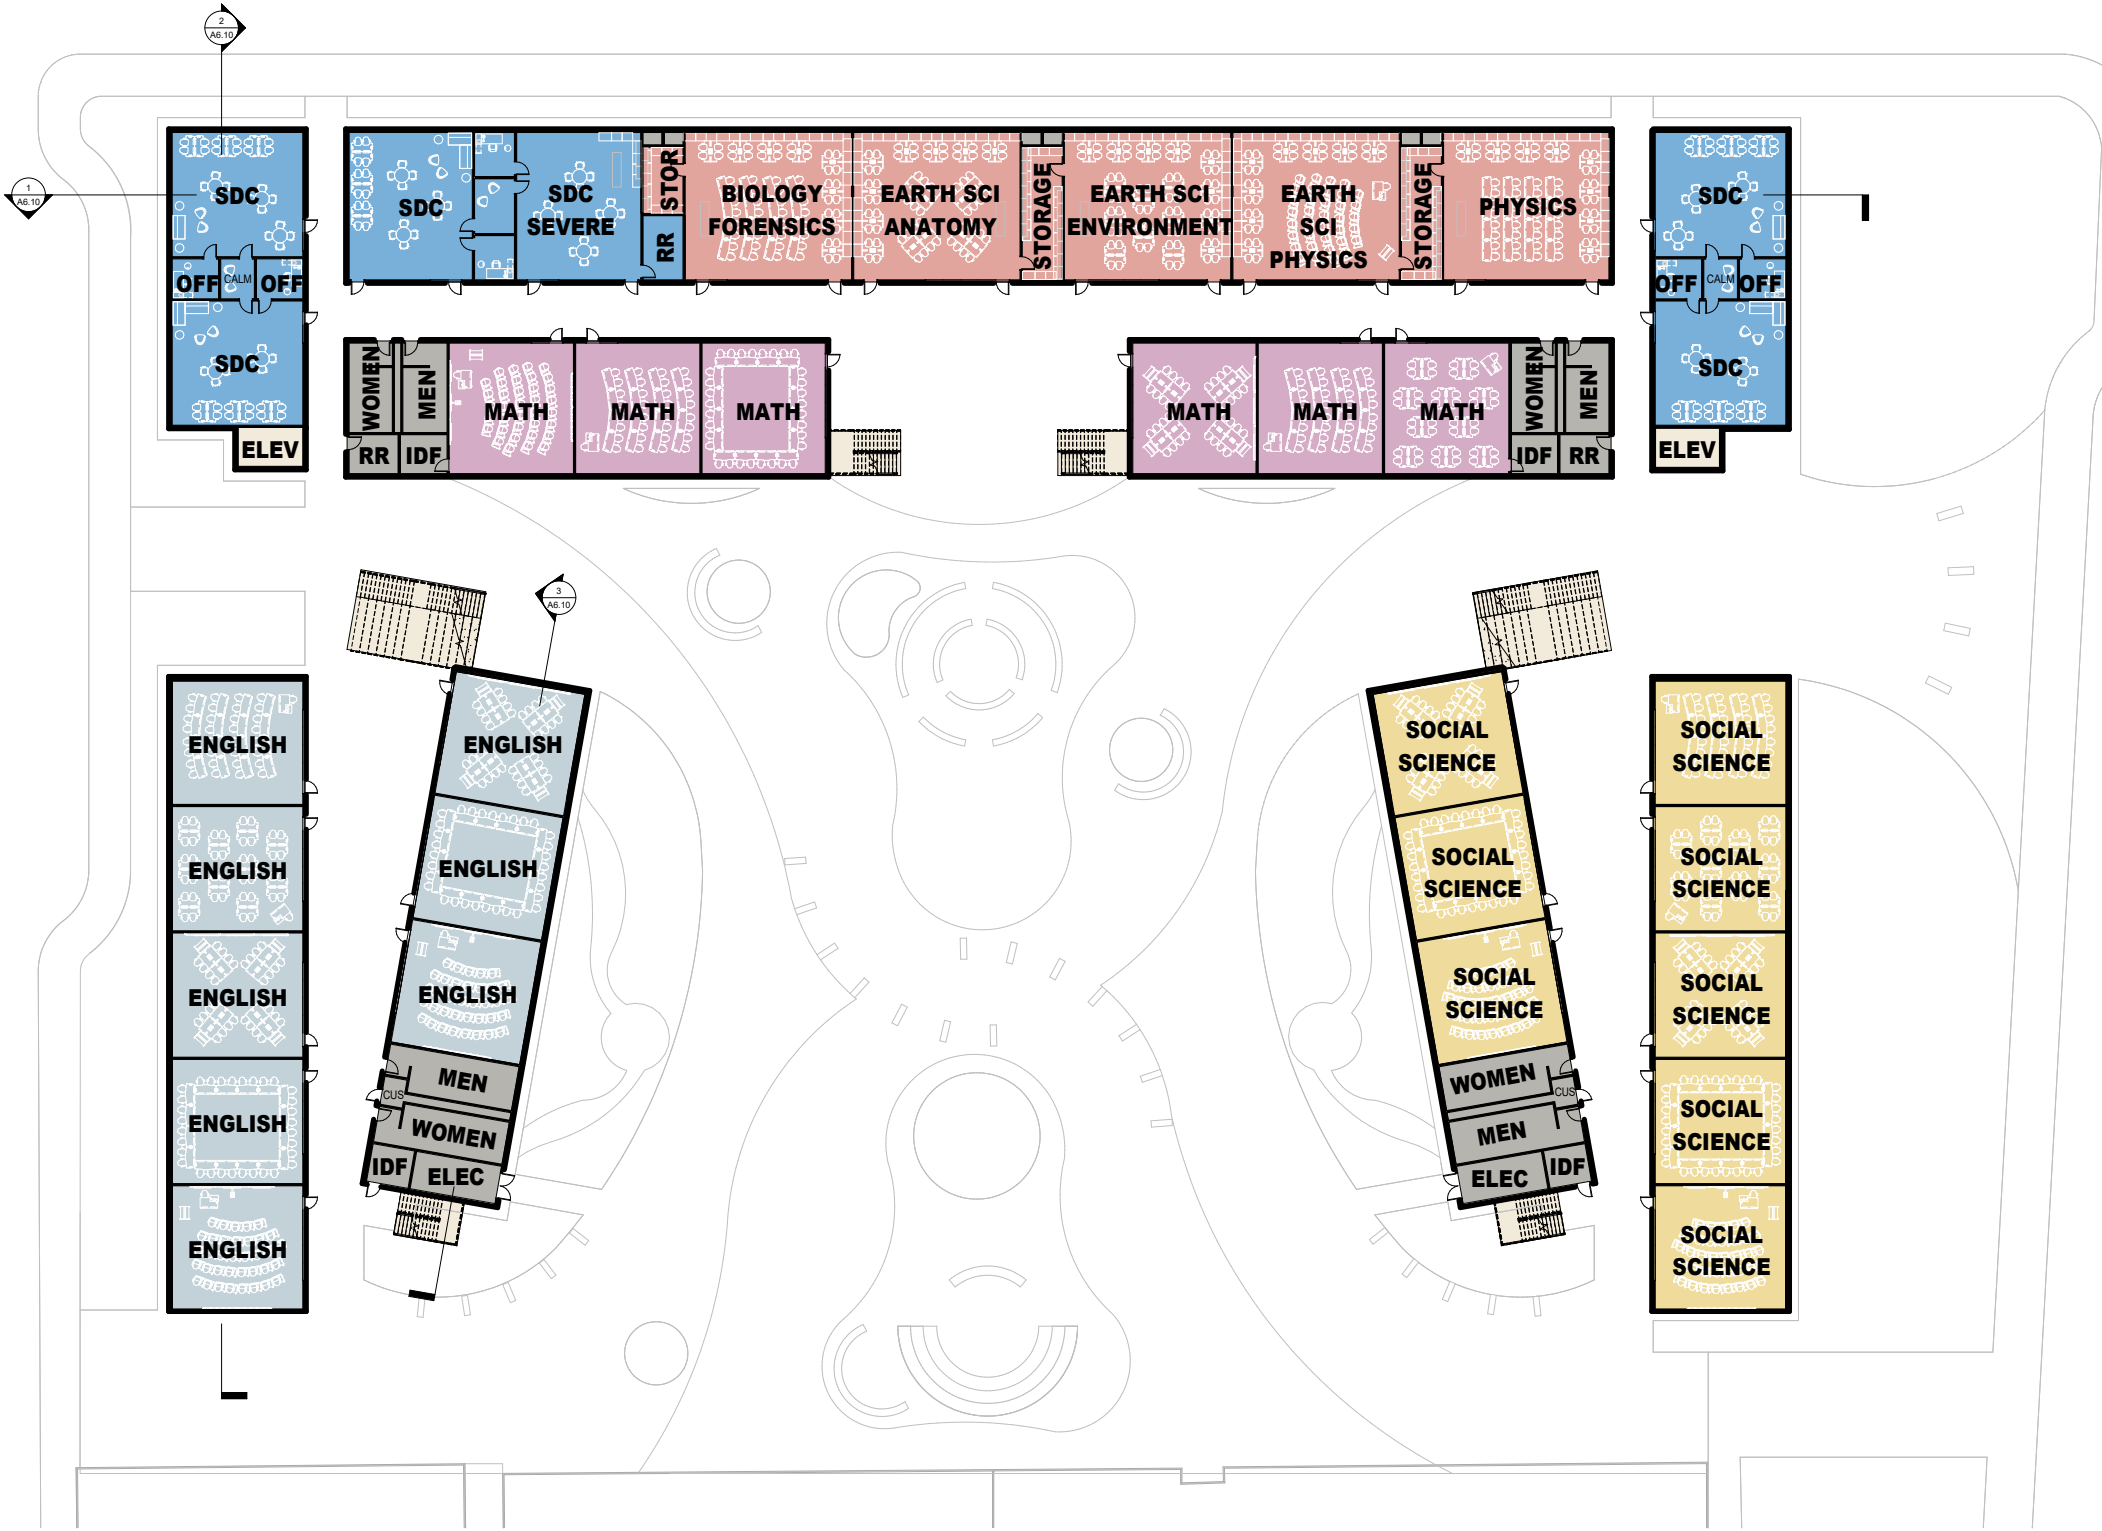 2
A6.10
1
A6.10
SDC
OFF
CALM
OFF
SDC
ELEV
SDC
SDC
SEVERE
STOR
RR
BIOLOGY
FORENSICS
EARTH SCI
ANATOMY
STORAGE
EARTH SCI
ENVIRONMENT
EARTH
SCI
PHYSICS
STORAGE
PHYSICS
SDC
OFF
CALM
OFF
SDC
ELEV
WOMEN
MEN
RR
IDF
MATH
MATH
MATH
MATH
MATH
MATH
WOMEN
MEN
IDF
RR
3
A6.10
ENGLISH
ENGLISH
ENGLISH
ENGLISH
ENGLISH
ENGLISH
ENGLISH
ENGLISH
MEN
CUS
WOMEN
IDF
ELEC
SOCIAL
SCIENCE
SOCIAL
SCIENCE
SOCIAL
SCIENCE
WOMEN
CUS
MEN
ELEC
IDF
SOCIAL
SCIENCE
SOCIAL
SCIENCE
SOCIAL
SCIENCE
SOCIAL
SCIENCE
SOCIAL
SCIENCE